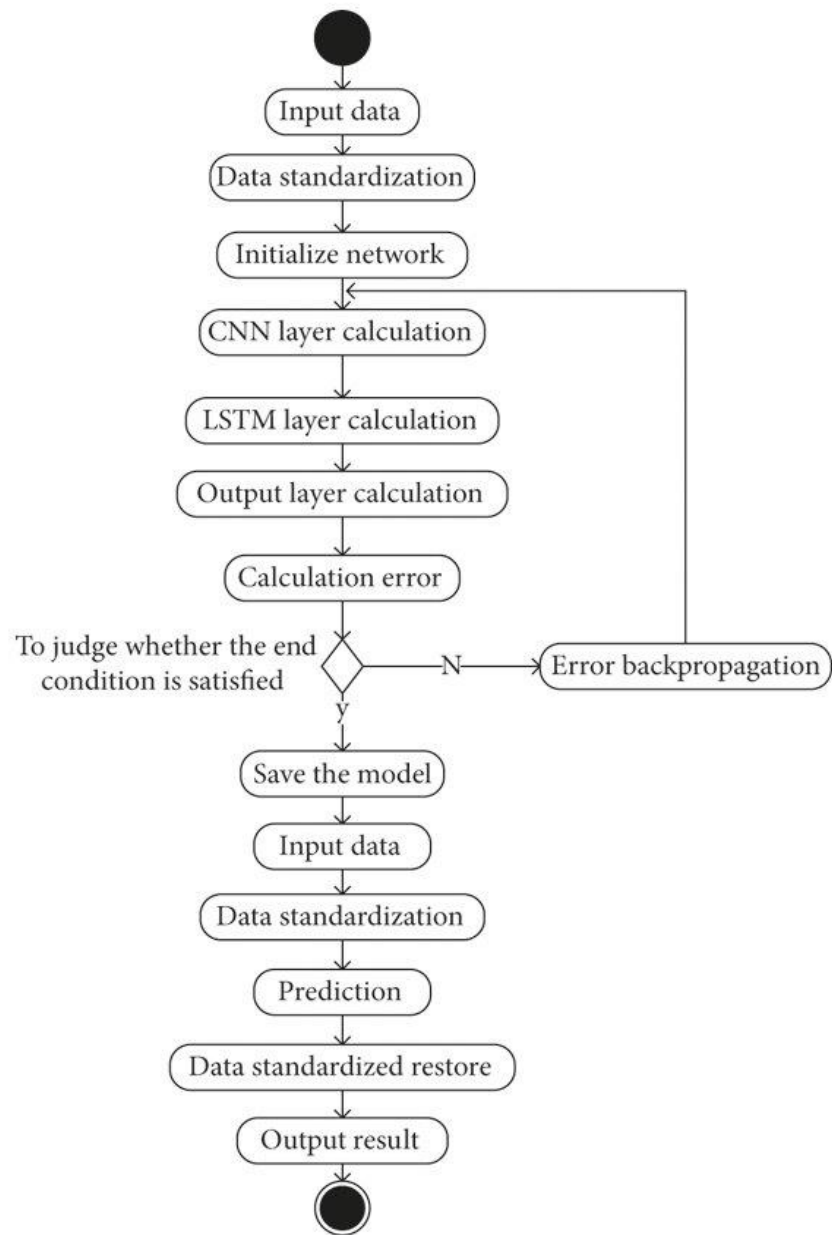 Input data
Data standardization
Initialize network
CNN layer calculation
LSTM layer calculation
Output layer calculation
Calculation error
To judge whether the end
condition is satisfied
N
Error backpropagation
y
Save the model
Input data
Data standardization
Prediction
Data standardized restore
Output result